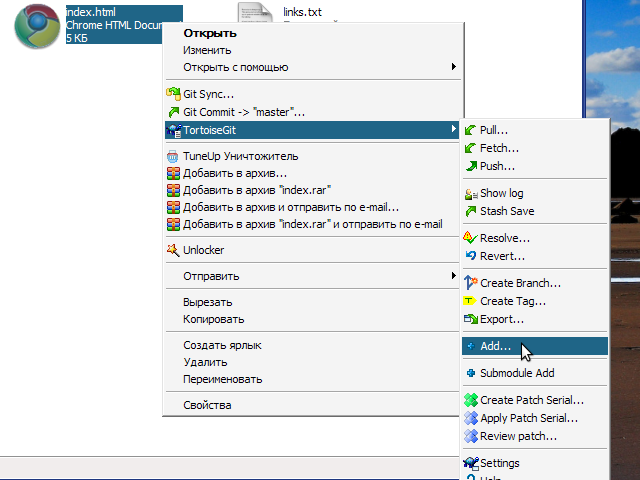 index.html
Chrome HTML Docum
5 КБ
links.txt
Открыть
Изменить
Открыть с помощью
Git Sync...
Git Commit -> "master"...
TortoiseGit
TuneUp Уничтожитель
Добавить в архив...
Добавить в архив "index.rar"
Добавить в архив и отправить по e-mail...
Добавить в архив "index.rar" и отправить по e-mail
Unlocker
Отправить
Вырезать
Копировать
Создать ярлык
Удалить
Переименовать
Свойства
Pull...
Fetch...
Push...
Show log
Stash Save
Resolve...
Revert...
Create Branch...
Create Tag...
Export...
Add...
Submodule Add
Create Patch Serial...
Apply Patch Serial...
Review patch...
Settings